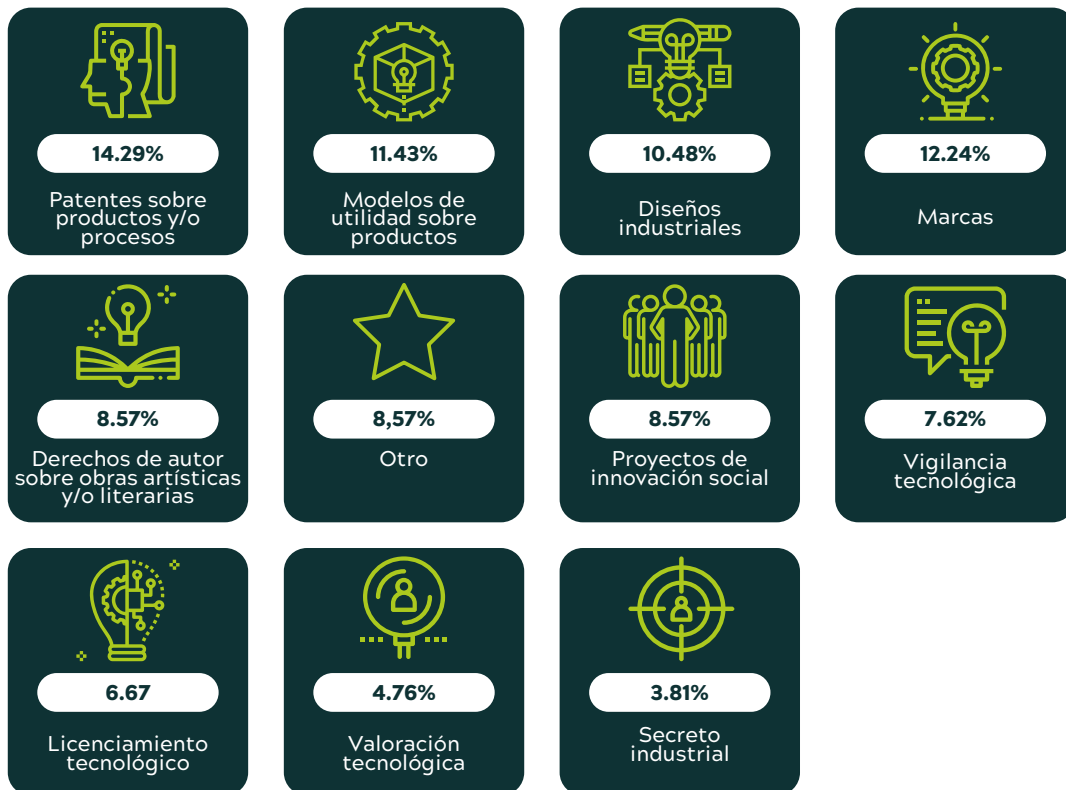 14.29%
Patentes sobre
productos y/o
procesos
11.43%
Modelos de
utilidad sobre
productos
10.48%
Diseños
industriales
12.24%
Marcas
8.57%
Derechos de autor
sobre obras artísticas
y/o literarias
8,57%
Otro
8.57%
Proyectos de
innovación social
7.62%
Vigilancia
tecnológica
6.67
Licenciamiento
tecnológico
4.76%
Valoración
tecnológica
3.81%
Secreto
industrial